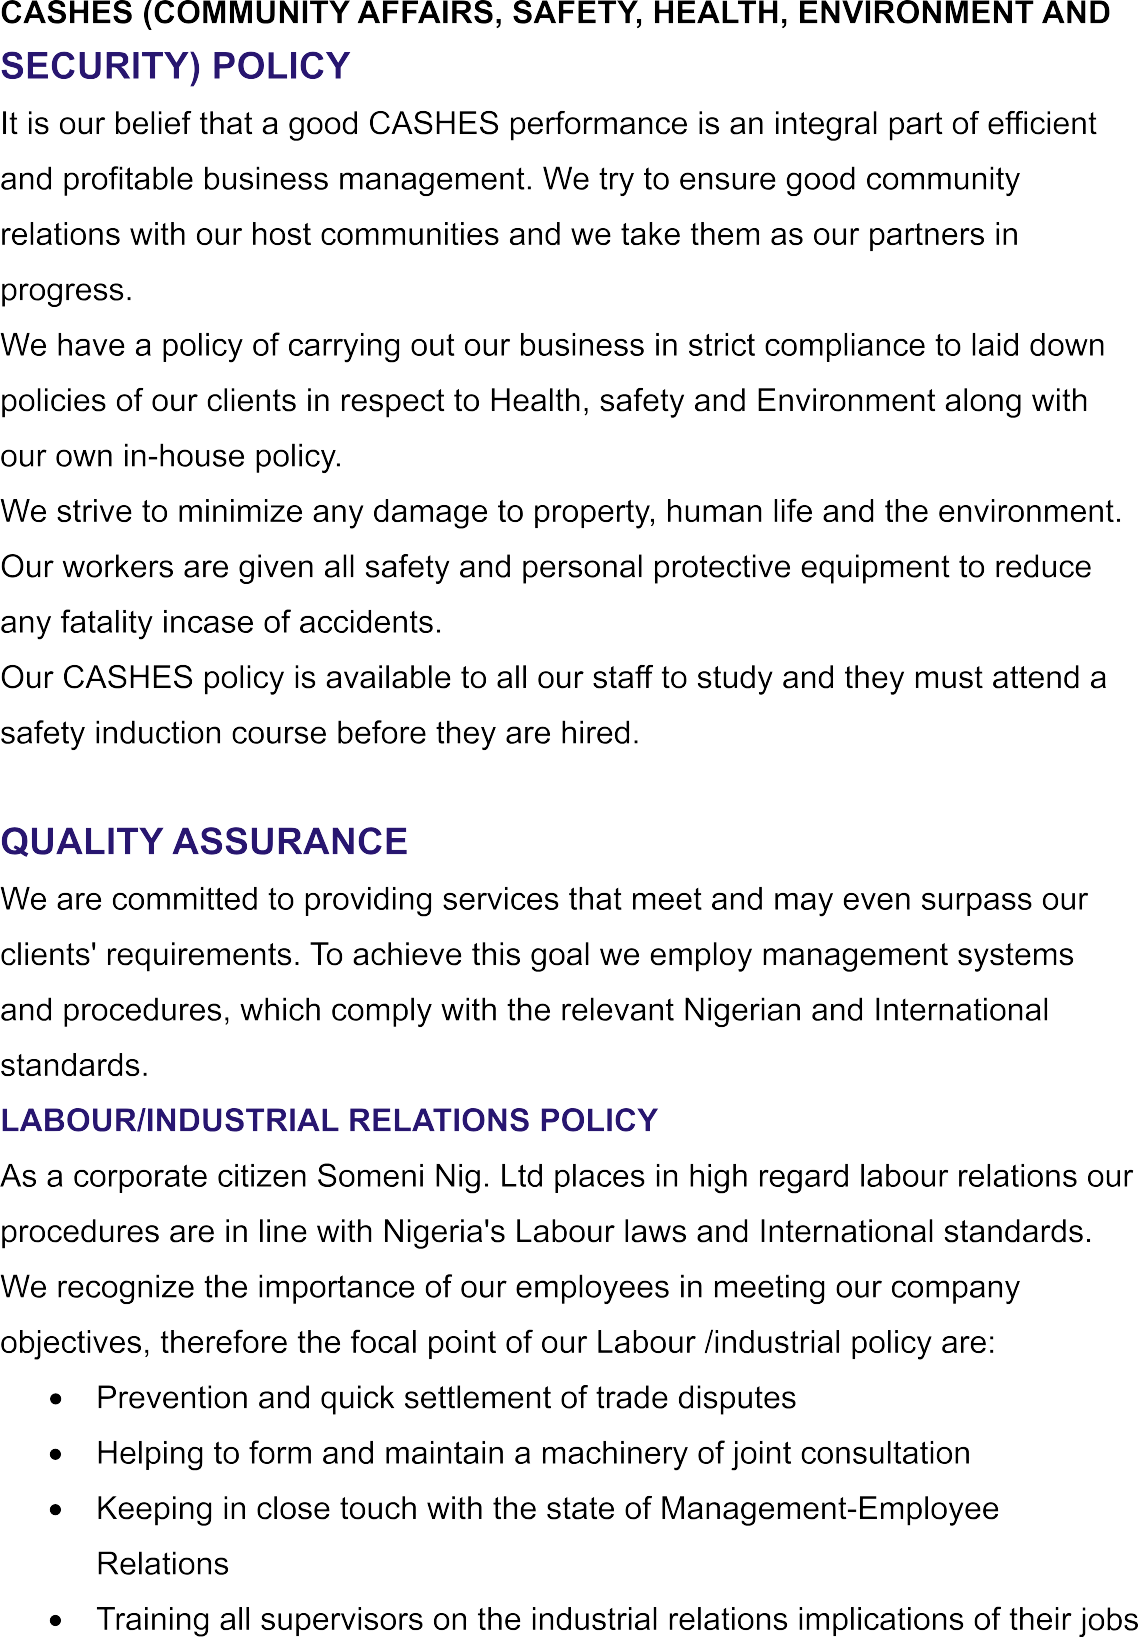 CASHES (COMMUNITY AFFAIRS, SAFETY, HEALTH, ENVIRONMENT AND
SECURITY) POLICY
It is our belief that a good CASHES performance is an integral part of efficient
and profitable business management. We try to ensure good community
relations with our host communities and we take them as our partners in
progress.
We have a policy of carrying out our business in strict compliance to laid down
policies of our clients in respect to Health, safety and Environment along with
our own in-house policy.
We strive to minimize any damage to property, human life and the environment.
Our workers are given all safety and personal protective equipment to reduce
any fatality incase of accidents.
Our CASHES policy is available to all our staff to study and they must attend a
safety induction course before they are hired.
QUALITY ASSURANCE
We are committed to providing services that meet and may even surpass our
clients' requirements. To achieve this goal we employ management systems
and procedures, which comply with the relevant Nigerian and International
standards.
LABOUR/INDUSTRIAL RELATIONS POLICY
As a corporate citizen Someni Nig. Ltd places in high regard labour relations our
procedures are in line with Nigeria's Labour laws and International standards.
We recognize the importance of our employees in meeting our company
objectives, therefore the focal point of our Labour /industrial policy are:
• Prevention and quick settlement of trade disputes
• Helping to form and maintain a machinery of joint consultation
• Keeping in close touch with the state of Management-Employee
Relations
• Training all supervisors on the industrial relations implications of their jobs